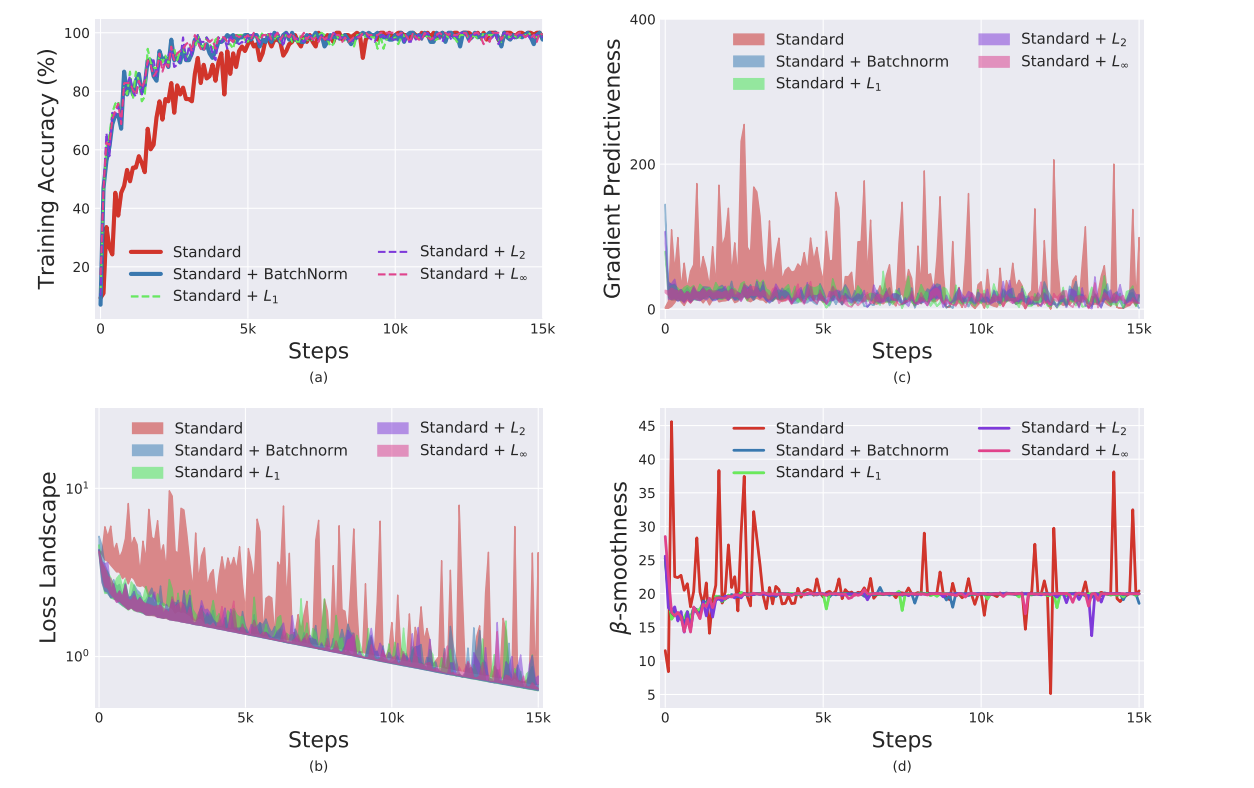 Training Accuracy (%)
100
80
60
40
20
Standard
Standard + BatchNorm
Standard + L₁
Standard + L₂
Standard + L∞
0
5k
10k
15k
Steps
(a)
Gradient Predictiveness
400
200
0
Standard
Standard + Batchnorm
Standard + L₁
Standard + L₂
Standard + L∞
0
5k
10k
15k
Steps
(c)
Loss Landscape
10¹
10⁰
Standard
Standard + Batchnorm
Standard + L₁
Standard + L₂
Standard + L∞
0
5k
10k
15k
Steps
(b)
β-smoothness
45
40
35
30
25
20
15
10
5
Standard
Standard + Batchnorm
Standard + L₁
Standard + L₂
Standard + L∞
0
5k
10k
15k
Steps
(d)